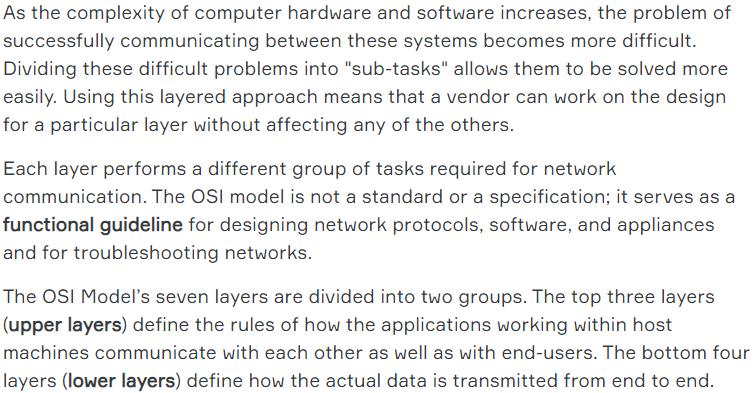 As the complexity of computer hardware and software increases, the problem of
successfully communicating between these systems becomes more difficult.
Dividing these difficult problems into "sub-tasks" allows them to be solved more
easily. Using this layered approach means that a vendor can work on the design
for a particular layer without affecting any of the others.
Each layer performs a different group of tasks required for network
communication. The OSI model is not a standard or a specification; it serves as a
functional guideline for designing network protocols, software, and appliances
and for troubleshooting networks.
The OSI Model’s seven layers are divided into two groups. The top three layers
(upper layers) define the rules of how the applications working within host
machines communicate with each other as well as with end-users. The bottom four
layers (lower layers) define how the actual data is transmitted from end to end.